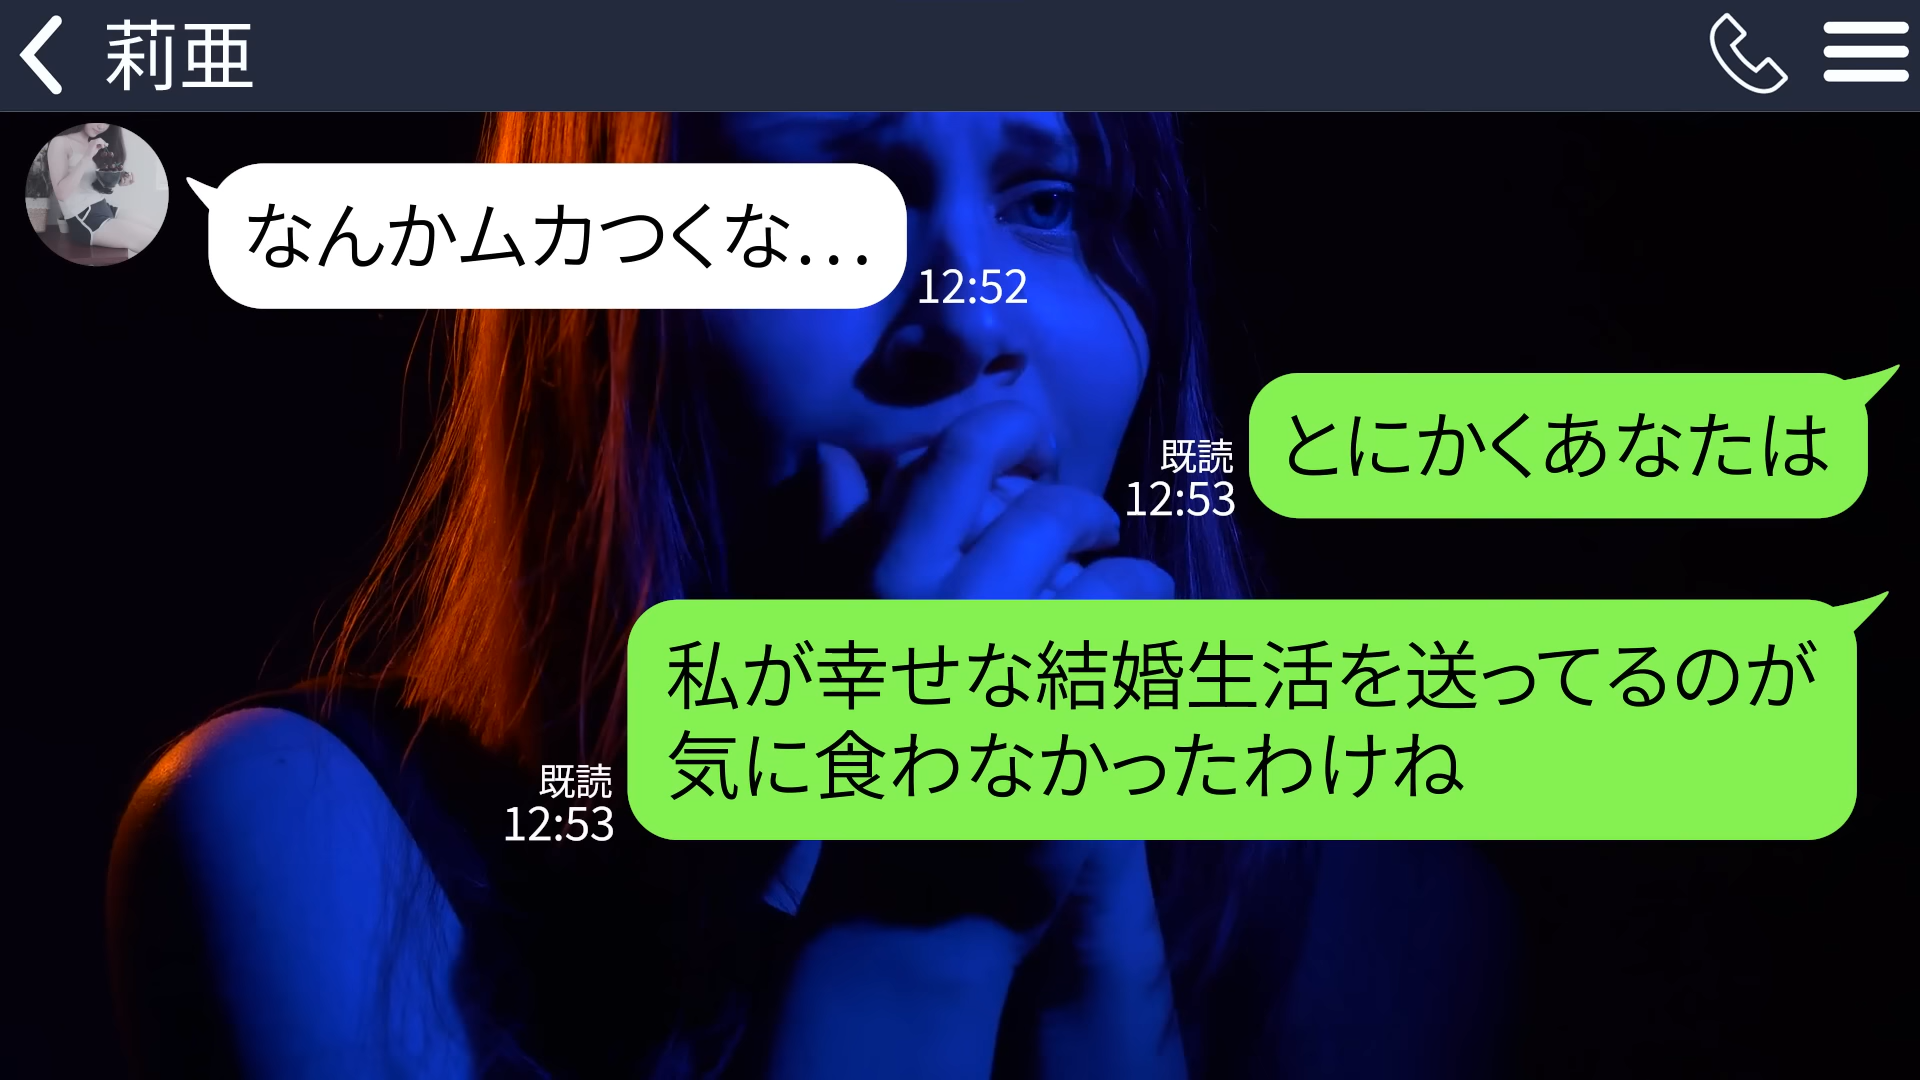 莉亜
なんかムカつくな…
12:52
とにかくあなたは
既読
12:53
私が幸せな結婚生活を送ってるのが
気に食わなかったわけね
既読
12:53